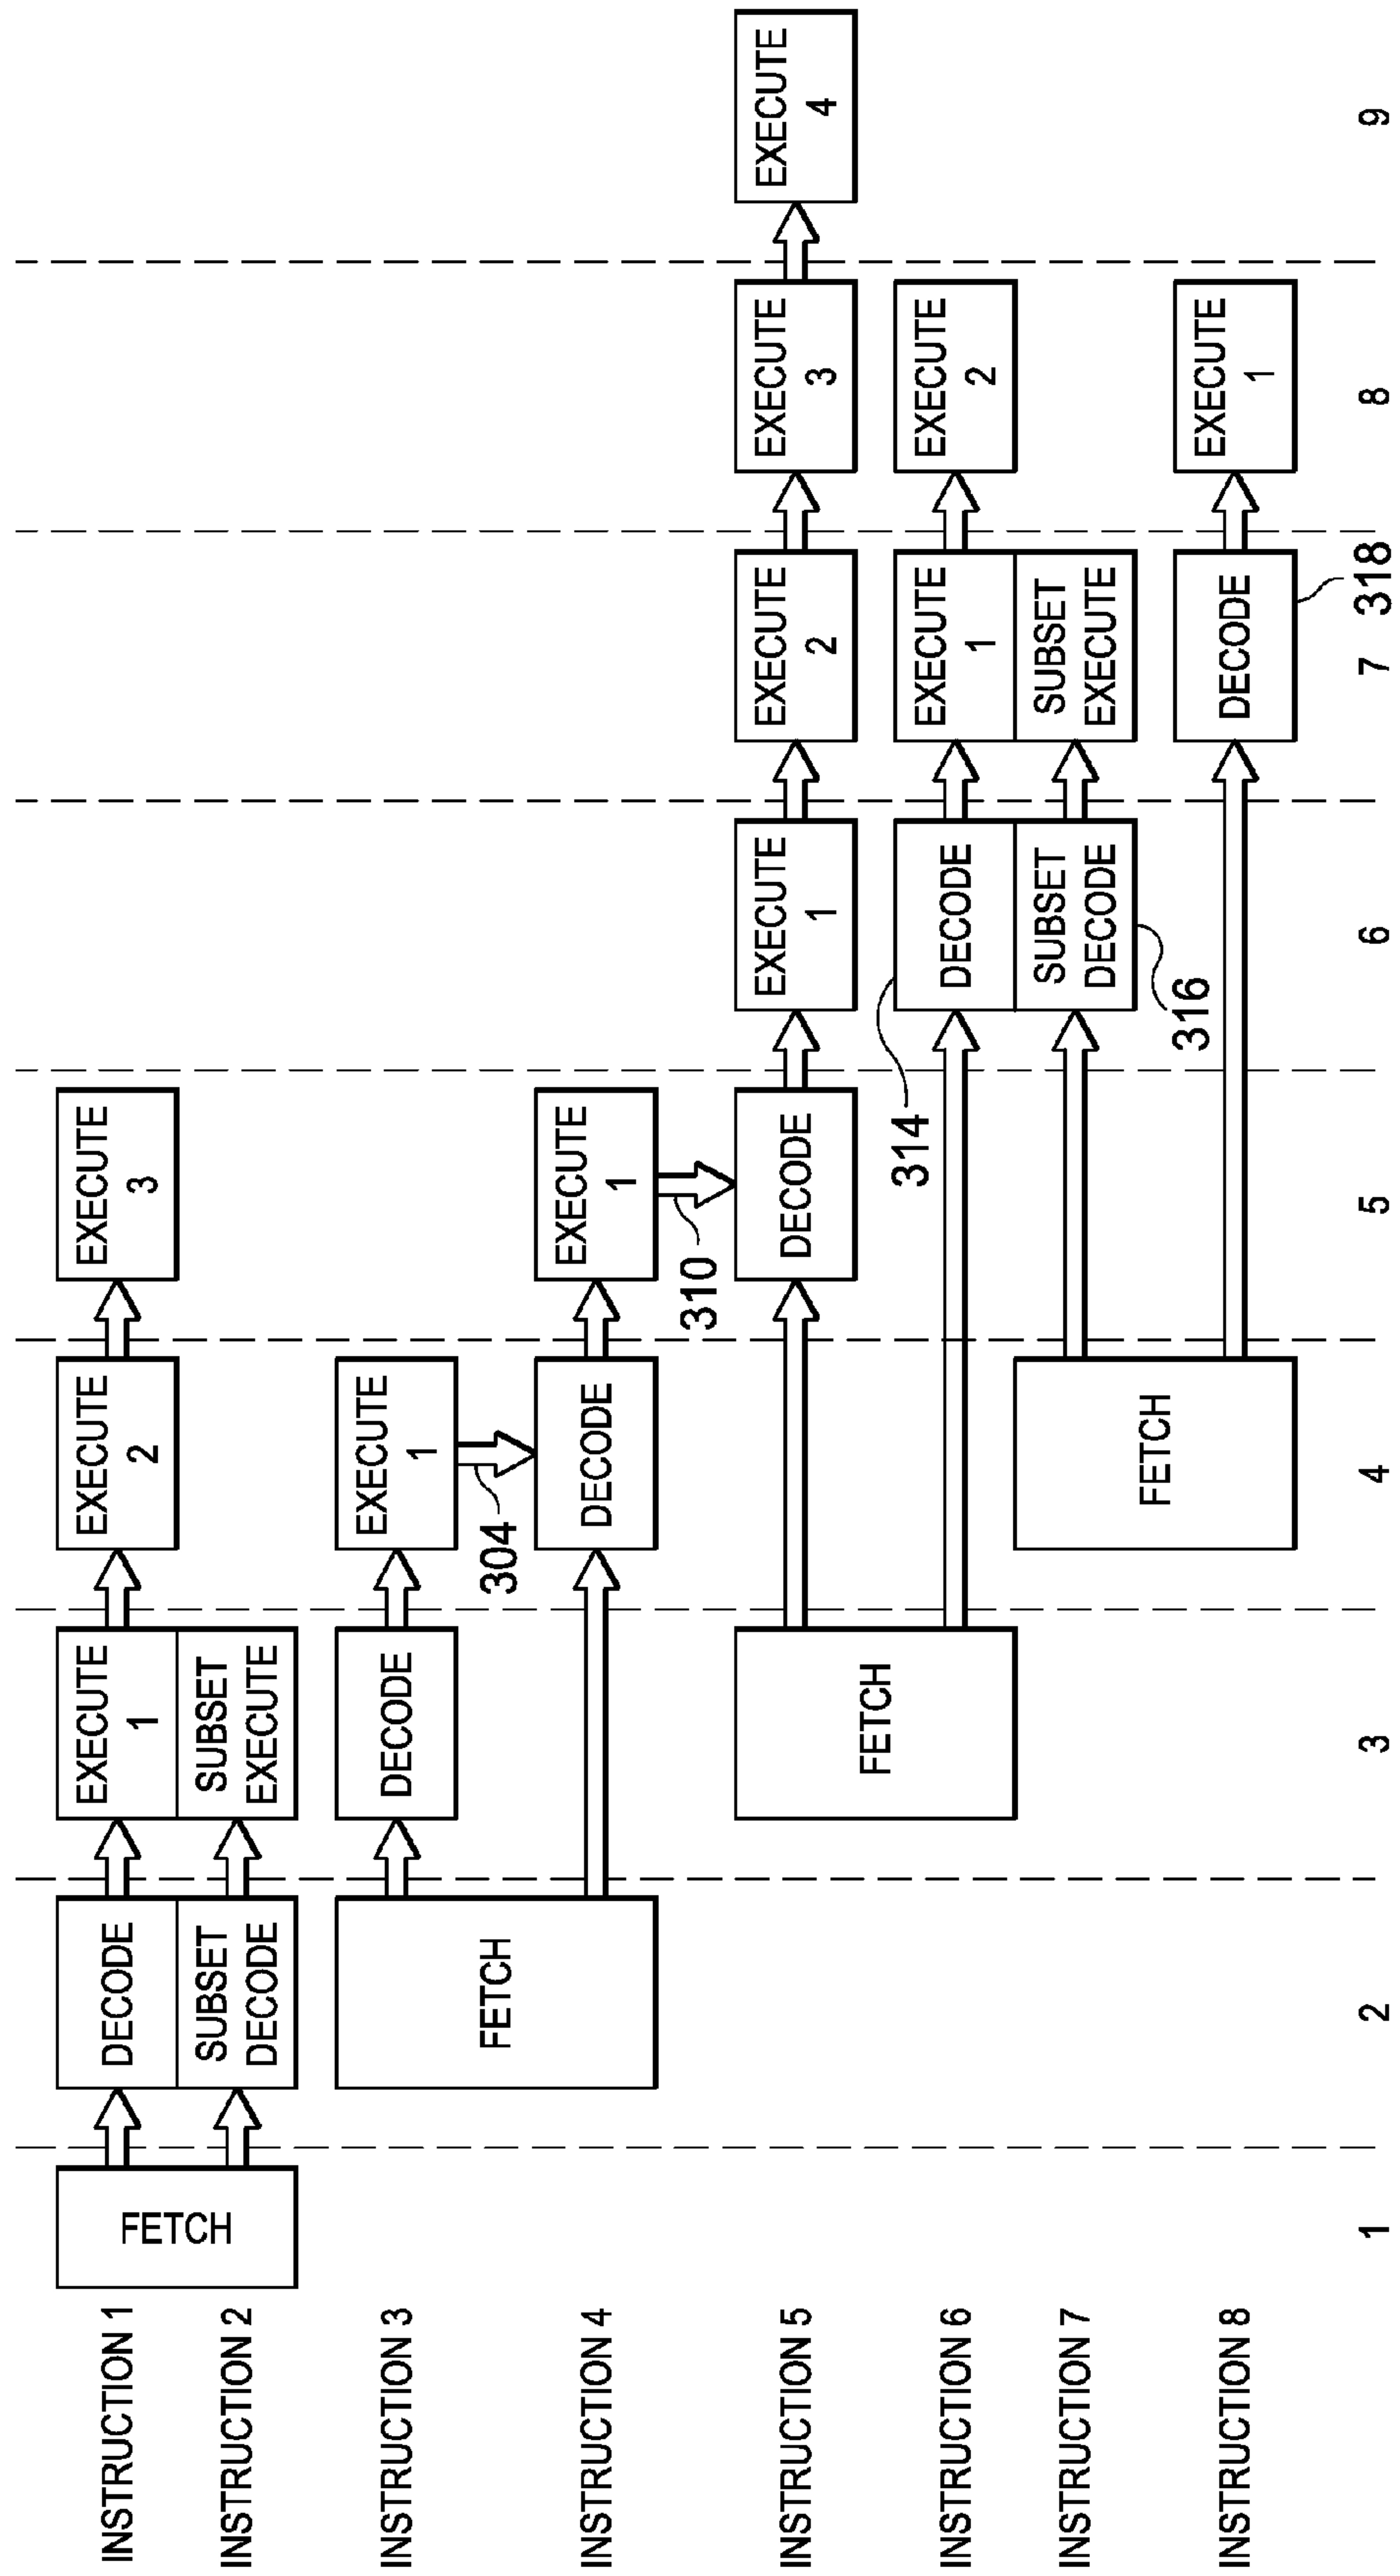 INSTRUCTION 1
FETCH
DECODE
EXECUTE
1
EXECUTE
2
EXECUTE
3
INSTRUCTION 2
SUBSET
DECODE
SUBSET
EXECUTE
INSTRUCTION 3
FETCH
DECODE
EXECUTE
1
304
INSTRUCTION 4
DECODE
EXECUTE
1
310
INSTRUCTION 5
FETCH
DECODE
EXECUTE
1
EXECUTE
2
EXECUTE
3
EXECUTE
4
314
INSTRUCTION 6
DECODE
EXECUTE
1
EXECUTE
2
INSTRUCTION 7
FETCH
SUBSET
DECODE
SUBSET
EXECUTE
316
INSTRUCTION 8
DECODE
EXECUTE
1
318
1
2
3
4
5
6
7
8
9